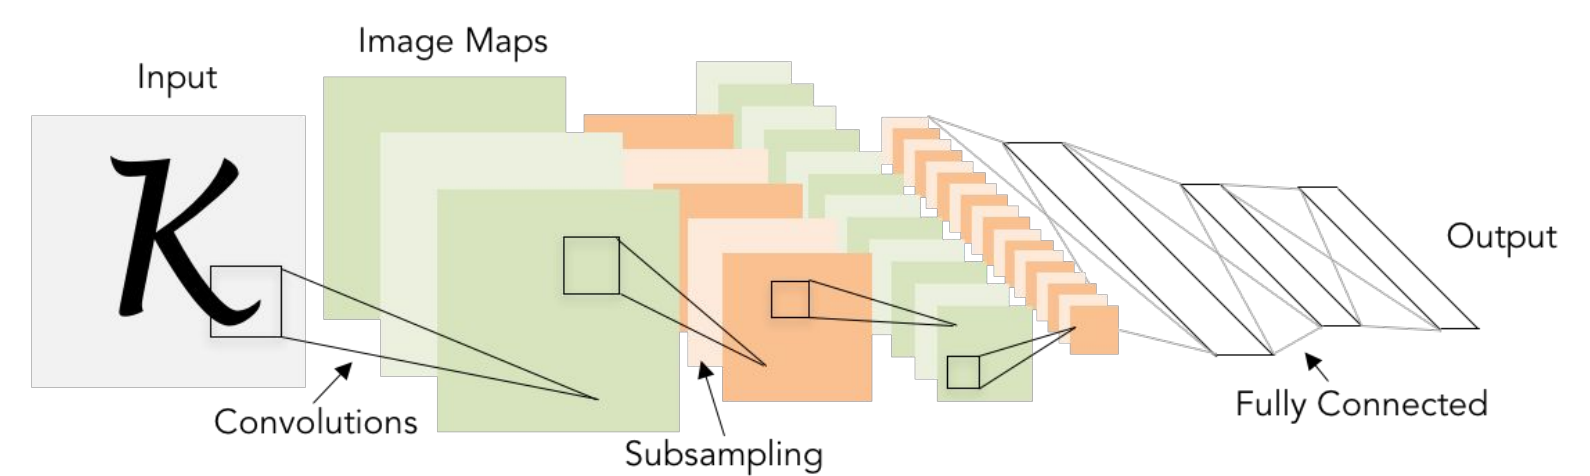 Image Maps
Input
K
Output
Fully Connected
Convolutions
Subsampling